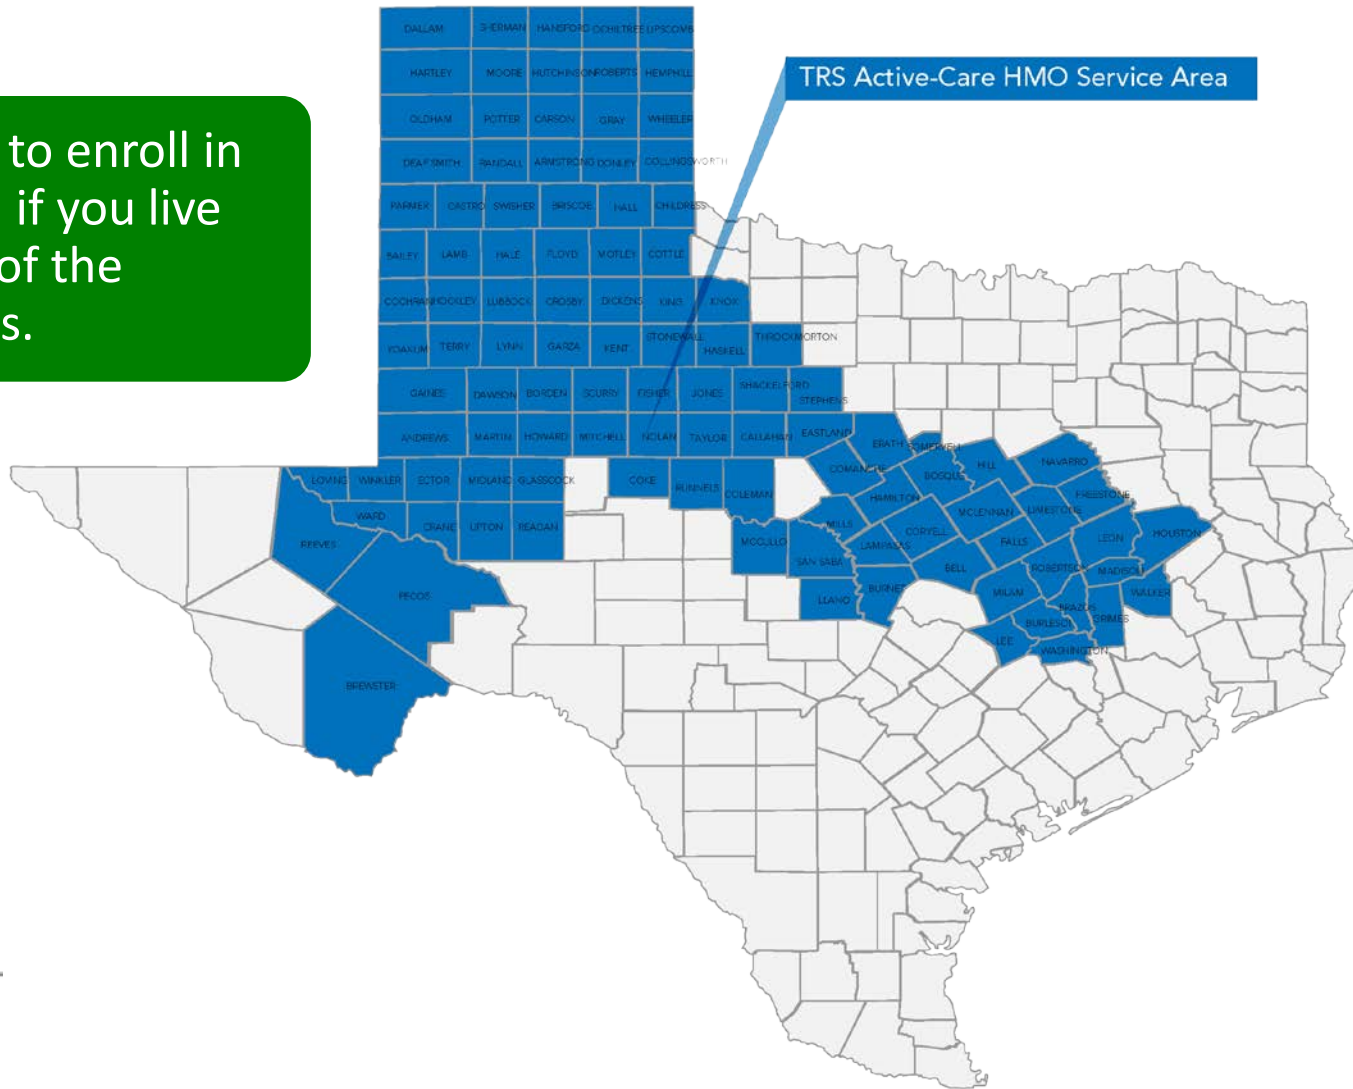 TRS Active-Care HMO Service Area
to enroll in
if you live
of the
s.
DALLAM SHERMAN HANSFORD OCHILTREE LIPSCOMB
HARTLEY MOORE HUTCHINSON ROBERTS HEMPHILL
OLDHAM POTTER CARSON GRAY WHEELER
DEAF SMITH RANDALL ARMSTRONG DONLEY COLLINGSWORTH
PARMER CASTRO SWISHER BRISCOE HALL CHILDRESS
BAILEY LAMB HALE FLOYD MOTLEY COTTLE
COCHRAN HOCKLEY LUBBOCK CROSBY DICKENS KING KNOX
YOAKUM TERRY LYNN GARZA KENT STONEWALL HASKELL THROCKMORTON
GAINES DAWSON BORDEN SCURRY FISHER JONES SHACKELFORD STEPHENS
ANDREWS MARTIN HOWARD MITCHELL NOLAN TAYLOR CALLAHAN EASTLAND ERATH SOMERVELL
LOVING WINKLER ECTOR MIDLAND GLASSCOCK COKE RUNNELS COLEMAN COMANCHE BOSQUE HILL NAVARRO
WARD CRANE UPTON REAGAN MILLS HAMILTON MCLENNAN LIMESTONE FREESTONE
REEVES MCCULLO SAN SABA LAMPASAS CORYELL FALLS LEON HOUSTON
PECOS LLANO BURNET BELL MILAM ROBERTSON MADISON WALKER
BRAZOS GRIMES
BURLESON
LEE WASHINGTON
BREWSTER